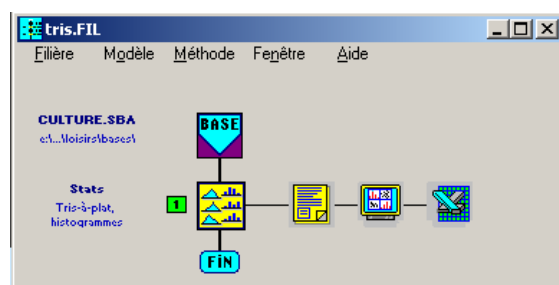 tris.FIL
Filière Modèle Méthode Fenêtre Aide
CULTURE.SBA
e:\...\loisirs\bases\
BASE
Stats
Tris-à-plat,
histogrammes
1
FIN